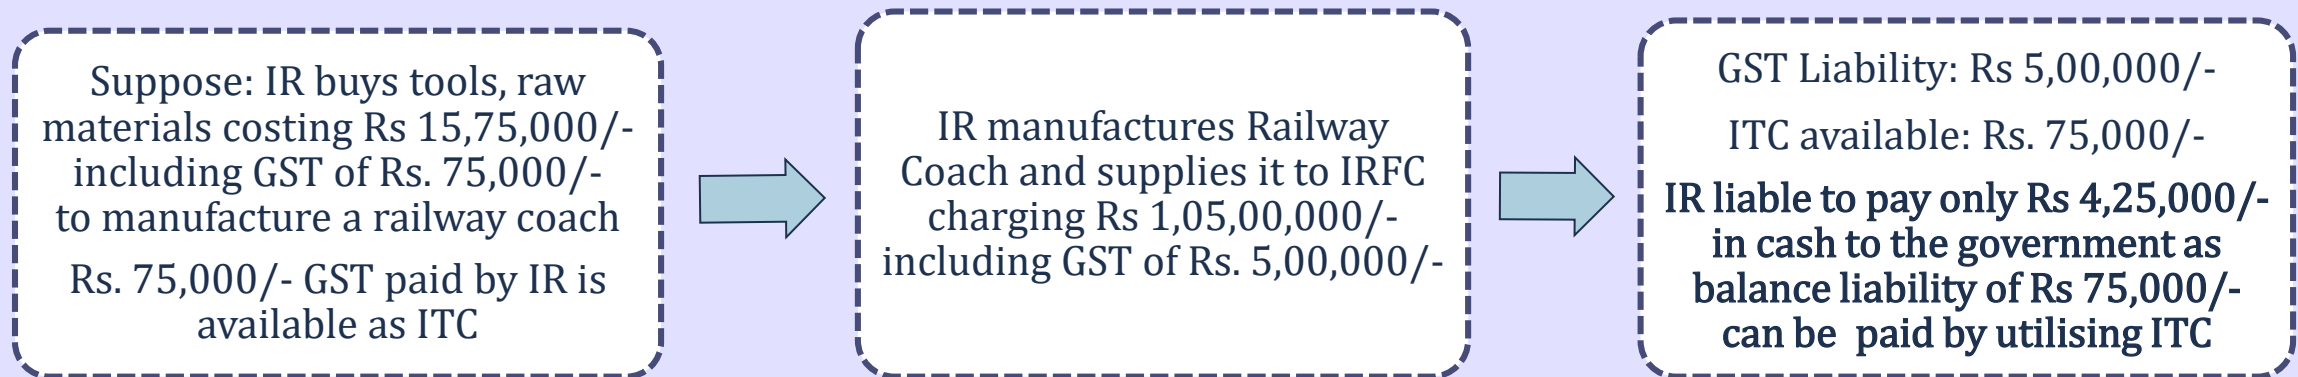 Suppose: IR buys tools, raw
materials costing Rs 15,75,000/-
including GST of Rs. 75,000/-
to manufacture a railway coach
Rs. 75,000/- GST paid by IR is
available as ITC
IR manufactures Railway
Coach and supplies it to IRFC
charging Rs 1,05,00,000/-
including GST of Rs. 5,00,000/-
GST Liability: Rs 5,00,000/-
ITC available: Rs. 75,000/-
IR liable to pay only Rs 4,25,000/-
in cash to the government as
balance liability of Rs 75,000/-
can be paid by utilising ITC